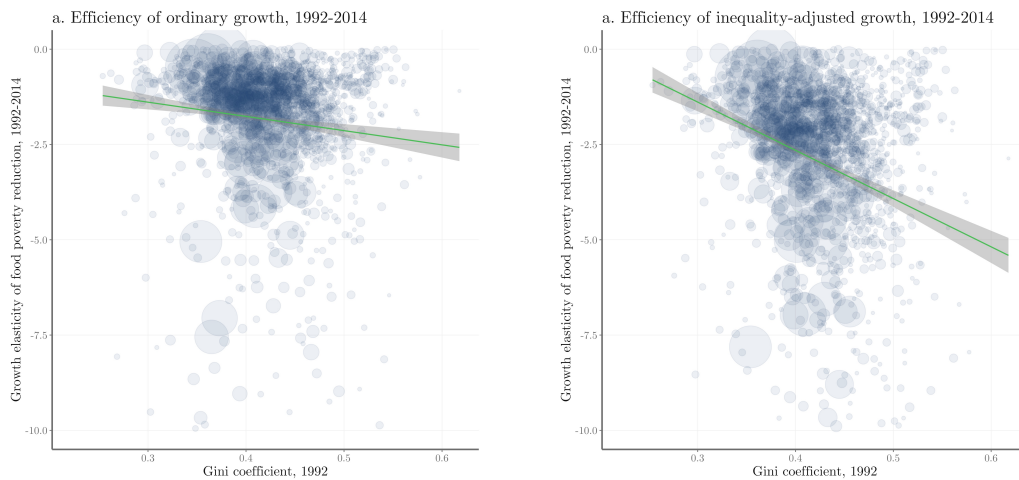 a. Efficiency of ordinary growth, 1992-2014
Growth elasticity of food poverty reduction, 1992-2014
0.0
-2.5
-5.0
-7.5
-10.0
0.3 0.4 0.5 0.6
Gini coefficient, 1992
a. Efficiency of inequality-adjusted growth, 1992-2014
Growth elasticity of food poverty reduction, 1992-2014
0.0
-2.5
-5.0
-7.5
-10.0
0.3 0.4 0.5 0.6
Gini coefficient, 1992